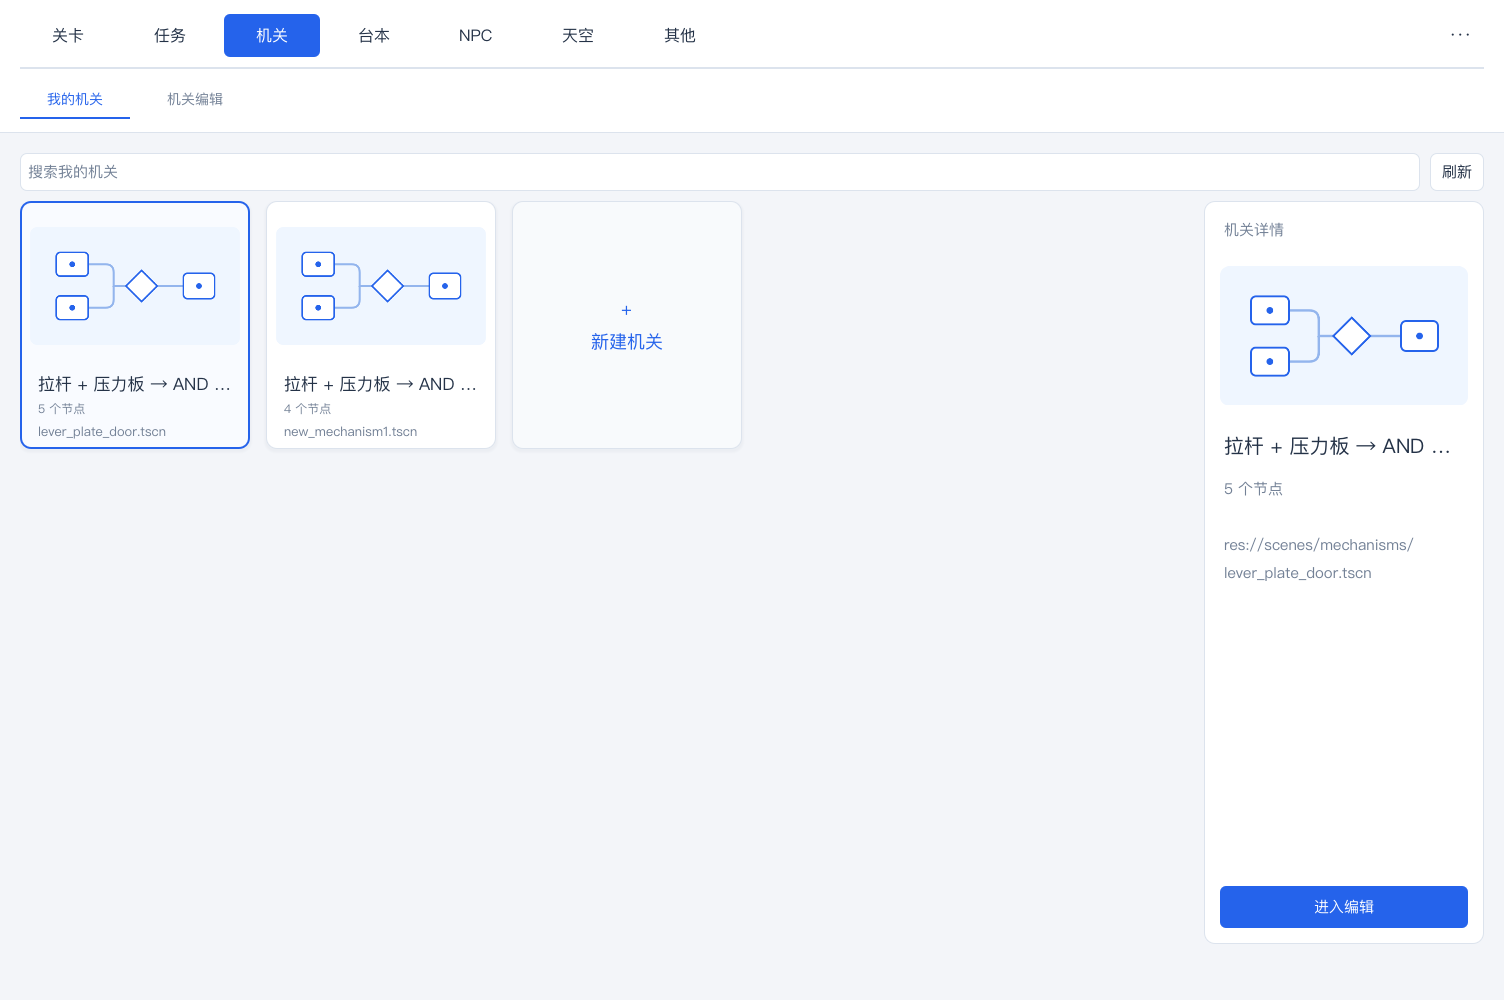 关卡 任务 机关 台本 NPC 天空 其他 ...
我的机关 机关编辑
搜索我的机关 刷新
拉杆 + 压力板 → AND ...
5 个节点
lever_plate_door.tscn
拉杆 + 压力板 → AND ...
4 个节点
new_mechanism1.tscn
+
新建机关
机关详情
拉杆 + 压力板 → AND ...
5 个节点
res://scenes/mechanisms/
lever_plate_door.tscn
进入编辑